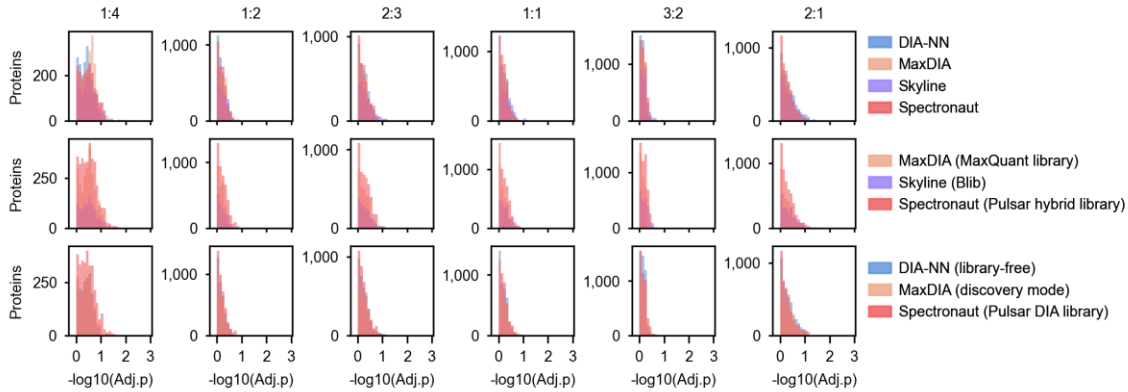 1:4 1:2 2:3 1:1 3:2 2:1
Proteins
200
0
1,000
0
1,000
0
1,000
0
1,000
0
1,000
0
DIA-NN
MaxDIA
Skyline
Spectronaut
Proteins
250
0
1,000
0
1,000
0
1,000
0
1,000
0
1,000
0
MaxDIA (MaxQuant library)
Skyline (Blib)
Spectronaut (Pulsar hybrid library)
Proteins
250
0
1,000
0
1,000
0
1,000
0
1,000
0
1,000
0
DIA-NN (library-free)
MaxDIA (discovery mode)
Spectronaut (Pulsar DIA library)
0 1 2 3 0 1 2 3 0 1 2 3 0 1 2 3 0 1 2 3 0 1 2 3
-log10(Adj.p) -log10(Adj.p) -log10(Adj.p) -log10(Adj.p) -log10(Adj.p) -log10(Adj.p)